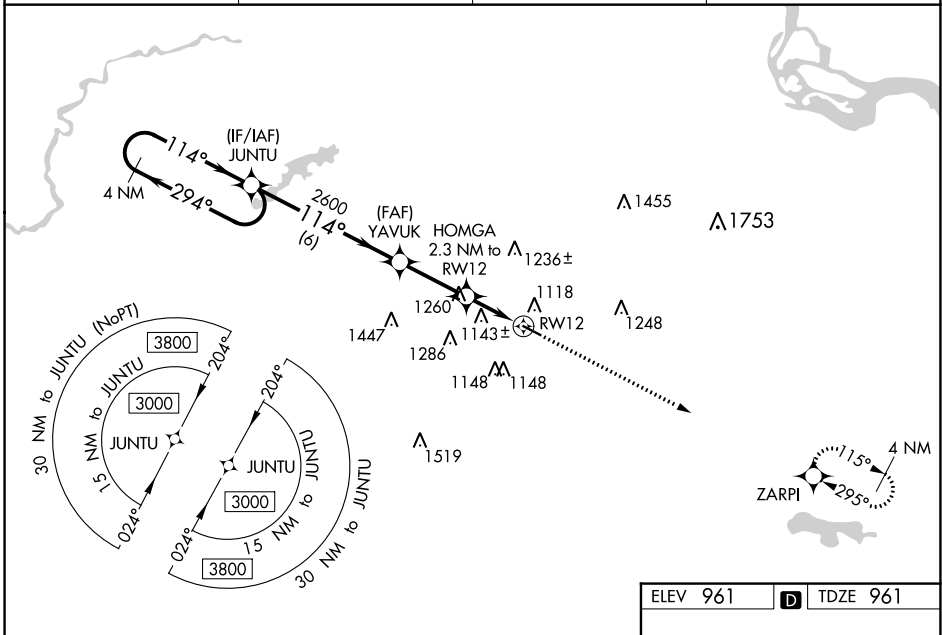 114°
(IF/IAF)
JUNTU
4 NM
294°
2600
114°
(6)
(FAF)
YAVUK
HOMGA
2.3 NM to
RW12
1236±
1455
1753
1260
1118
RW12
1248
1447
1286
1143±
1148
1148
1519
30 NM to JUNTU (NoPT)
3800
204°
15 NM to JUNTU
3000
JUNTU
024°
204°
JUNTU
3000
15 NM to JUNTU
024°
3800
30 NM to JUNTU
115°
4 NM
ZARPI
295°
ELEV 961 D TDZE 961